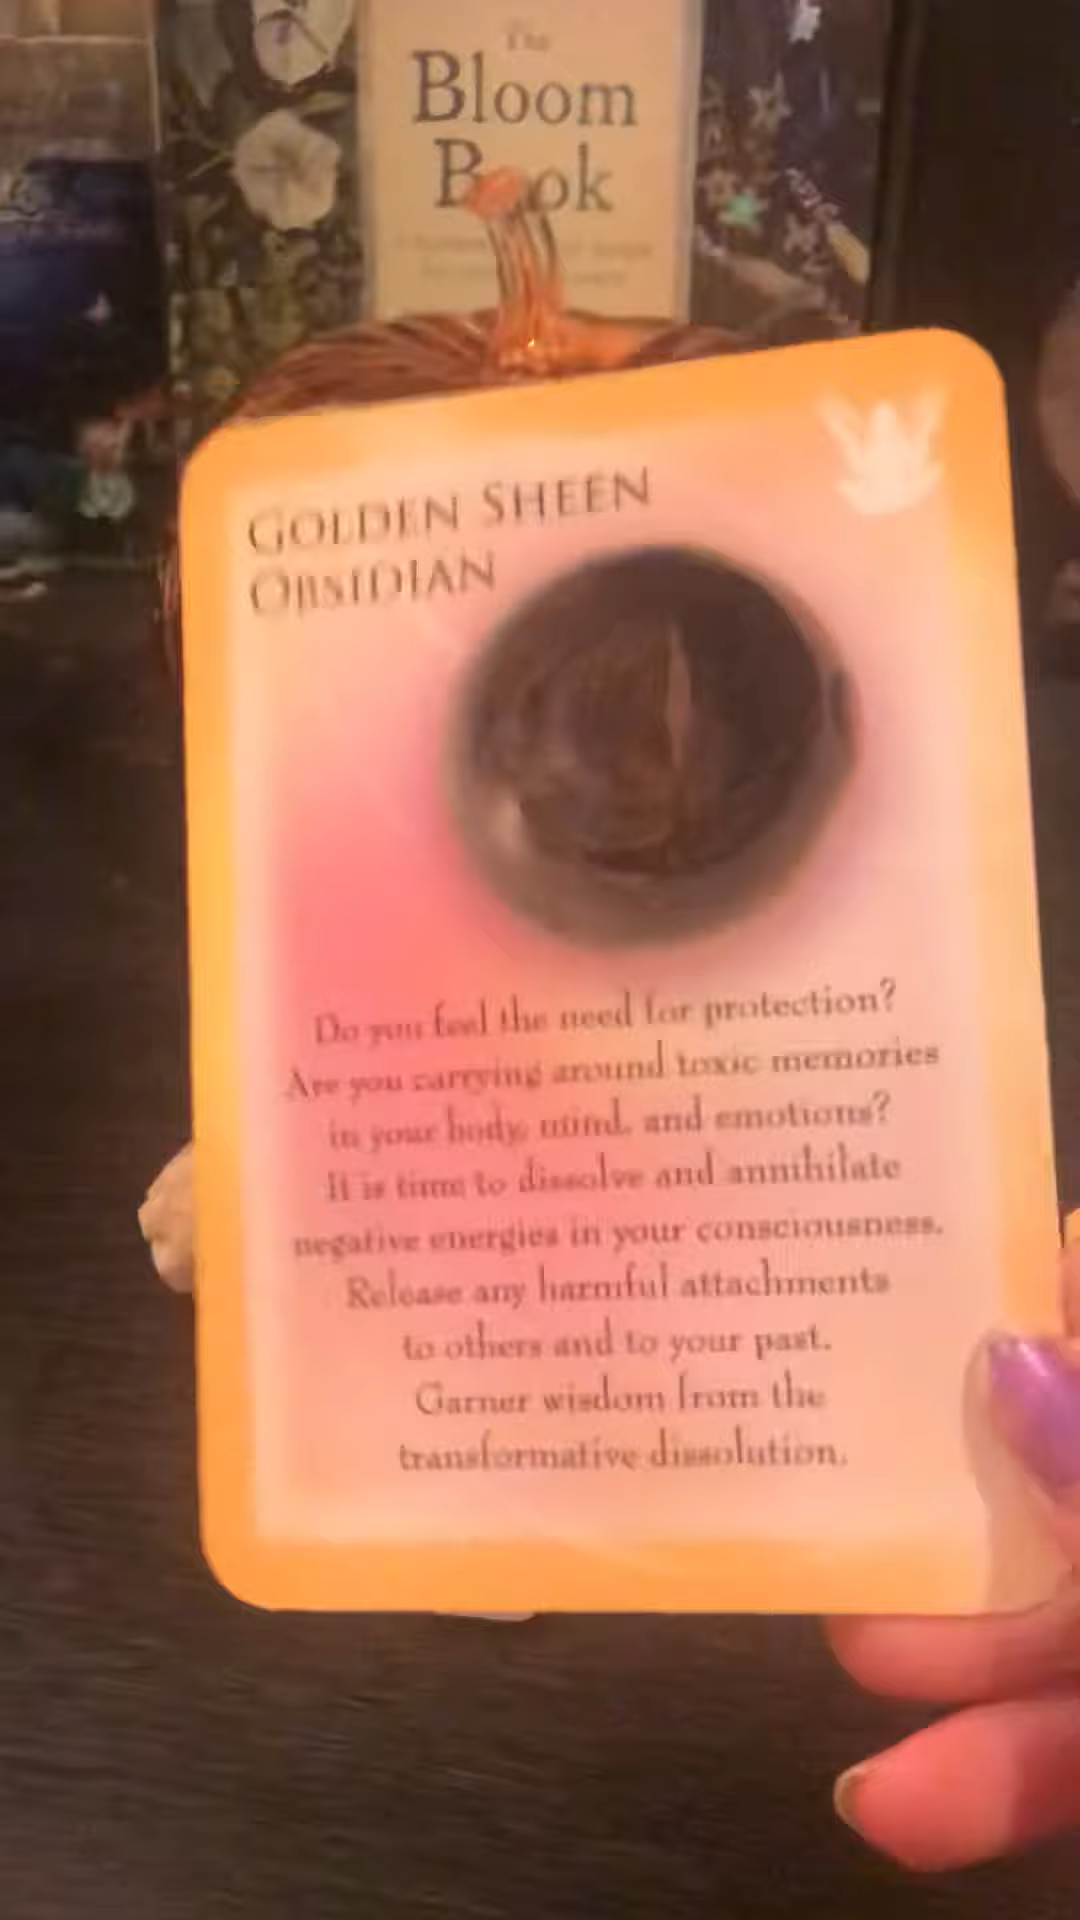 The
Bloom
Book
GOLDEN SHEEN
OBSIDIAN
Do you feel the need for protection?
Are you carrying around toxic memories
in your body, mind, and emotions?
It is time to dissolve and annihilate
negative energies in your consciousness.
Release any harmful attachments
to others and to your past.
Garner wisdom from the
transformative dissolution.